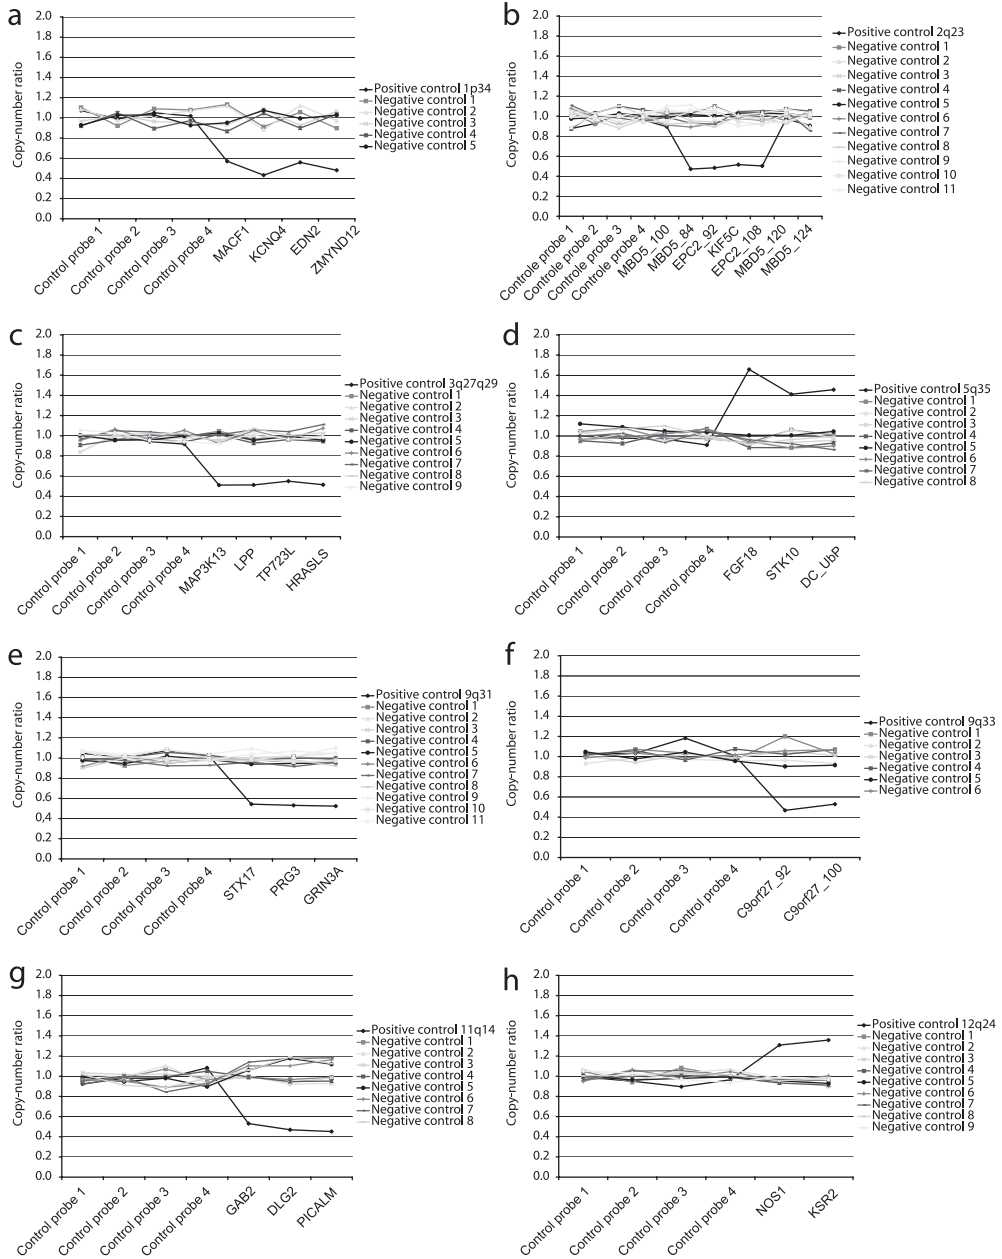 a
Copy-number ratio
2.0
1.8
1.6
1.4
1.2
1.0
0.8
0.6
0.4
0.2
0.0
Control probe 1
Control probe 2
Control probe 3
Control probe 4
MACF1
KCNQ4
EDN2
ZMYND12
Positive control 1p34
Negative control 1
Negative control 2
Negative control 3
Negative control 4
Negative control 5
b
Copy-number ratio
2.0
1.8
1.6
1.4
1.2
1.0
0.8
0.6
0.4
0.2
0.0
Controle probe 1
Controle probe 2
Controle probe 3
Controle probe 4
MBD5_100
MBD5_84
EPC2_92
KIF5C
EPC2_108
MBD5_120
MBD5_124
Positive control 2q23
Negative control 1
Negative control 2
Negative control 3
Negative control 4
Negative control 5
Negative control 6
Negative control 7
Negative control 8
Negative control 9
Negative control 10
Negative control 11
c
Copy-number ratio
2.0
1.8
1.6
1.4
1.2
1.0
0.8
0.6
0.4
0.2
0.0
Control probe 1
Control probe 2
Control probe 3
Control probe 4
MAP3K13
LPP
TP723L
HRASLS
Positive control 3q27q29
Negative control 1
Negative control 2
Negative control 3
Negative control 4
Negative control 5
Negative control 6
Negative control 7
Negative control 8
Negative control 9
d
Copy-number ratio
2.0
1.8
1.6
1.4
1.2
1.0
0.8
0.6
0.4
0.2
0.0
Control probe 1
Control probe 2
Control probe 3
Control probe 4
FGF18
STK10
DC_UbP
Positive control 5q35
Negative control 1
Negative control 2
Negative control 3
Negative control 4
Negative control 5
Negative control 6
Negative control 7
Negative control 8
e
Copy-number ratio
2.0
1.8
1.6
1.4
1.2
1.0
0.8
0.6
0.4
0.2
0.0
Control probe 1
Control probe 2
Control probe 3
Control probe 4
STX17
PRG3
GRIN3A
Positive control 9q31
Negative control 1
Negative control 2
Negative control 3
Negative control 4
Negative control 5
Negative control 6
Negative control 7
Negative control 8
Negative control 9
Negative control 10
Negative control 11
f
Copy-number ratio
2.0
1.8
1.6
1.4
1.2
1.0
0.8
0.6
0.4
0.2
0.0
Control probe 1
Control probe 2
Control probe 3
Control probe 4
C9orf27_92
C9orf27_100
Positive control 9q33
Negative control 1
Negative control 2
Negative control 3
Negative control 4
Negative control 5
Negative control 6
g
Copy-number ratio
2.0
1.8
1.6
1.4
1.2
1.0
0.8
0.6
0.4
0.2
0.0
Control probe 1
Control probe 2
Control probe 3
Control probe 4
GAB2
DLG2
PICALM
Positive control 11q14
Negative control 1
Negative control 2
Negative control 3
Negative control 4
Negative control 5
Negative control 6
Negative control 7
Negative control 8
h
Copy-number ratio
2.0
1.8
1.6
1.4
1.2
1.0
0.8
0.6
0.4
0.2
0.0
Control probe 1
Control probe 2
Control probe 3
Control probe 4
NOS1
KSR2
Positive control 12q24
Negative control 1
Negative control 2
Negative control 3
Negative control 4
Negative control 5
Negative control 6
Negative control 7
Negative control 8
Negative control 9